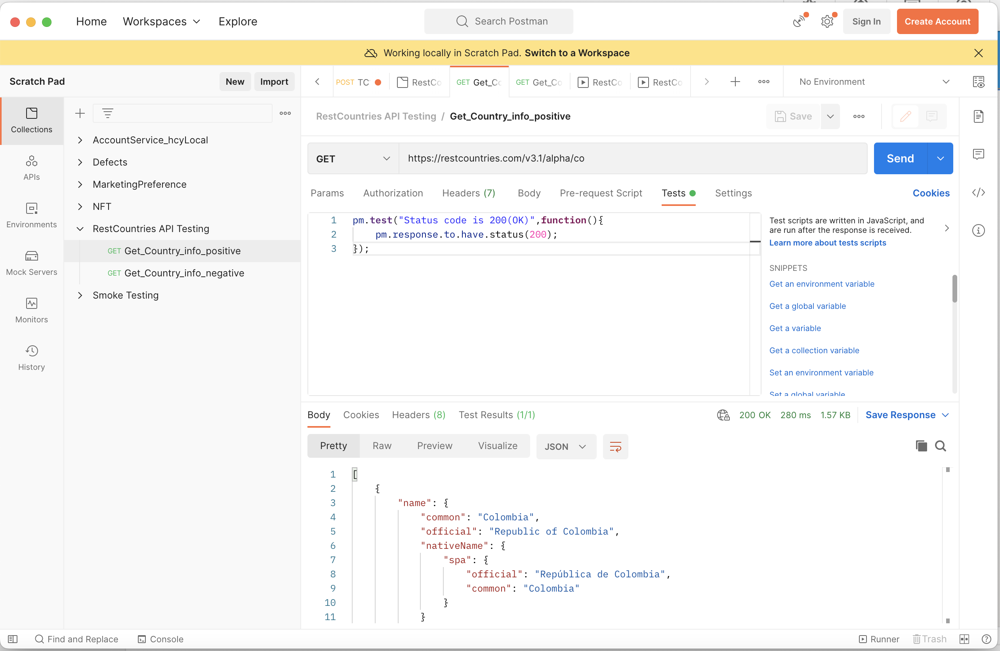 Home Workspaces Explore Search Postman Sign In Create Account
Working locally in Scratch Pad. Switch to a Workspace
Scratch Pad New Import
POST TC RestCo GET Get_Co GET Get_Co RestCo RestCo No Environment
Collections
APIs
Environments
Mock Servers
Monitors
History
AccountService_hcyLocal
Defects
MarketingPreference
NFT
RestCountries API Testing
GET Get_Country_info_positive
GET Get_Country_info_negative
Smoke Testing
RestCountries API Testing / Get_Country_info_positive Save
GET https://restcountries.com/v3.1/alpha/co Send
Params Authorization Headers (7) Body Pre-request Script Tests Settings Cookies
1 pm.test("Status code is 200(OK)",function(){
2 pm.response.to.have.status(200);
3 });
Test scripts are written in JavaScript, and
are run after the response is received.
Learn more about tests scripts
SNIPPETS
Get an environment variable
Get a global variable
Get a variable
Get a collection variable
Set an environment variable
Set a global variable
Body Cookies Headers (8) Test Results (1/1) 200 OK 280 ms 1.57 KB Save Response
Pretty Raw Preview Visualize JSON
1 [
2 {
3 "name": {
4 "common": "Colombia",
5 "official": "Republic of Colombia",
6 "nativeName": {
7 "spa": {
8 "official": "República de Colombia",
9 "common": "Colombia"
10 }
11 }
Find and Replace Console Runner Trash